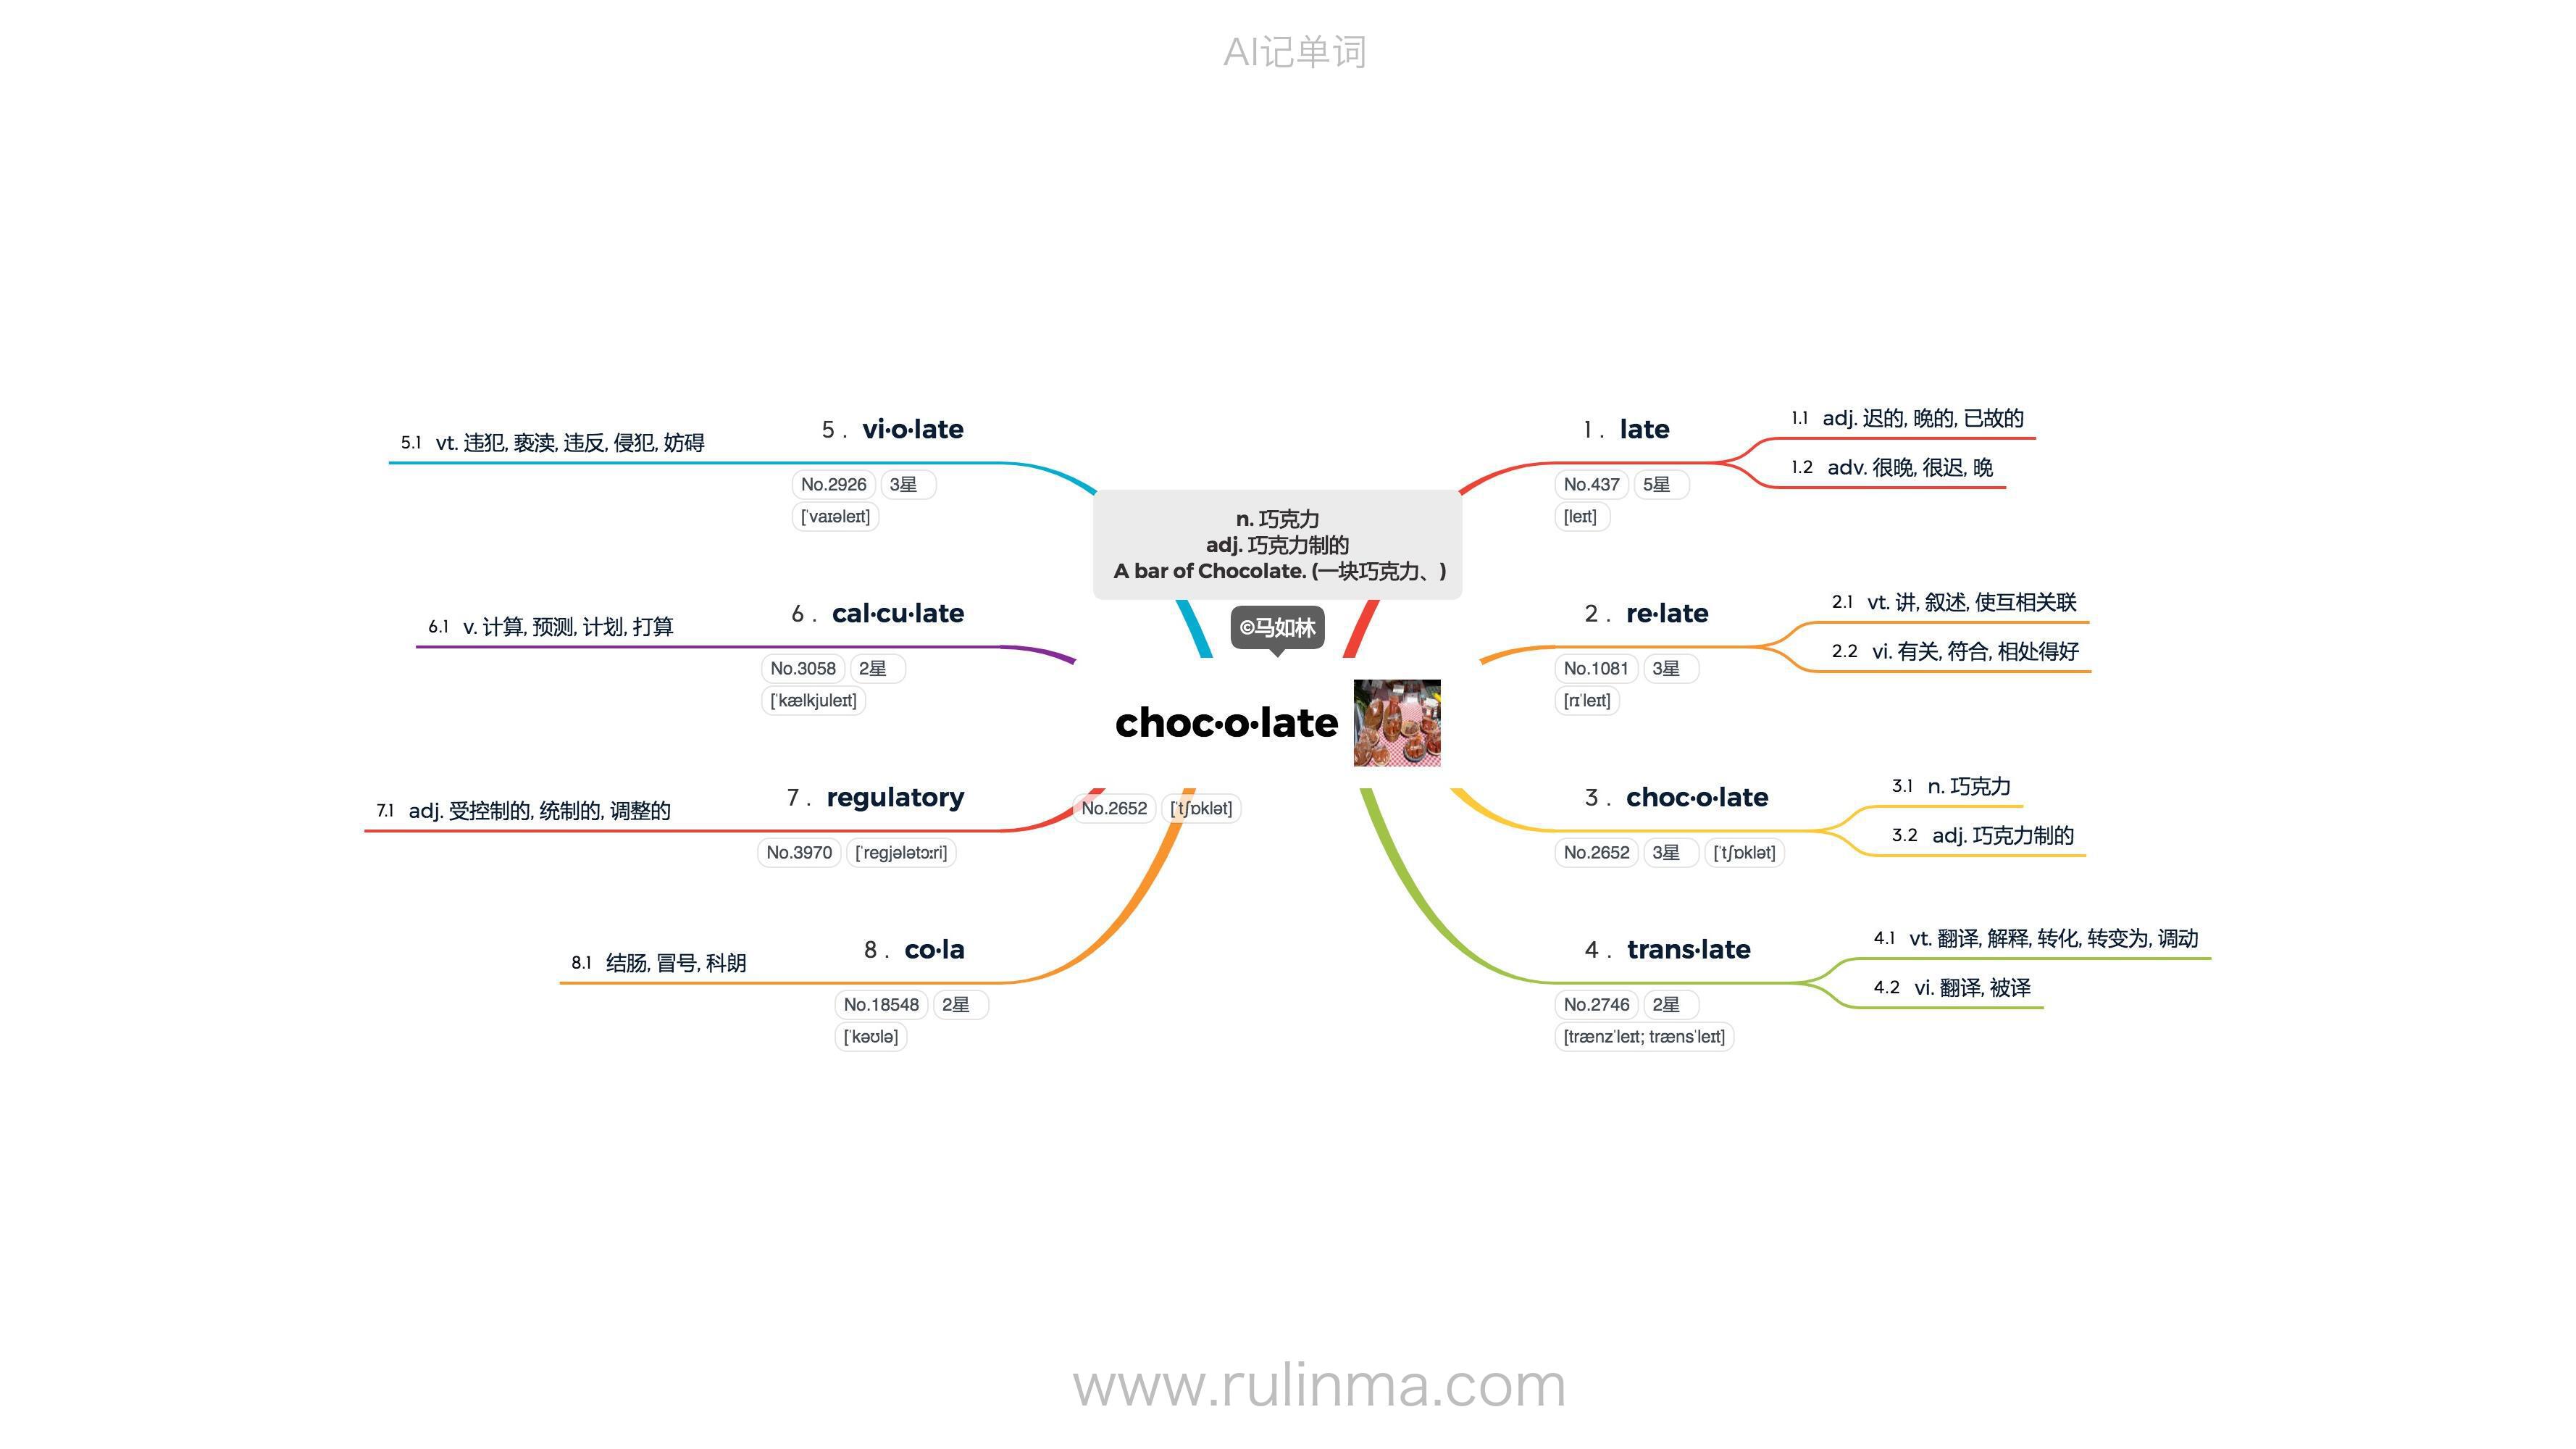 AI记单词
n. 巧克力
adj. 巧克力制的
A bar of Chocolate. (一块巧克力、)
©马如林
choc·o·late
No.2652 [ˈtʃɒklət]
1. late
No.437 5星
[leɪt]
1.1 adj. 迟的, 晚的, 已故的
1.2 adv. 很晚, 很迟, 晚
2. re·late
No.1081 3星
[rɪˈleɪt]
2.1 vt. 讲, 叙述, 使互相关联
2.2 vi. 有关, 符合, 相处得好
3. choc·o·late
No.2652 3星 [ˈtʃɒklət]
3.1 n. 巧克力
3.2 adj. 巧克力制的
4. trans·late
No.2746 2星
[trænzˈleɪt; trænsˈleɪt]
4.1 vt. 翻译, 解释, 转化, 转变为, 调动
4.2 vi. 翻译, 被译
5. vi·o·late
No.2926 3星
[ˈvaɪəleɪt]
5.1 vt. 违犯, 亵渎, 违反, 侵犯, 妨碍
6. cal·cu·late
No.3058 2星
[ˈkælkjuleɪt]
6.1 v. 计算, 预测, 计划, 打算
7. regulatory
No.3970 [ˈregjələtɔːri]
7.1 adj. 受控制的, 统制的, 调整的
8. co·la
No.18548 2星
[ˈkəʊlə]
8.1 结肠, 冒号, 科朗
www.rulinma.com